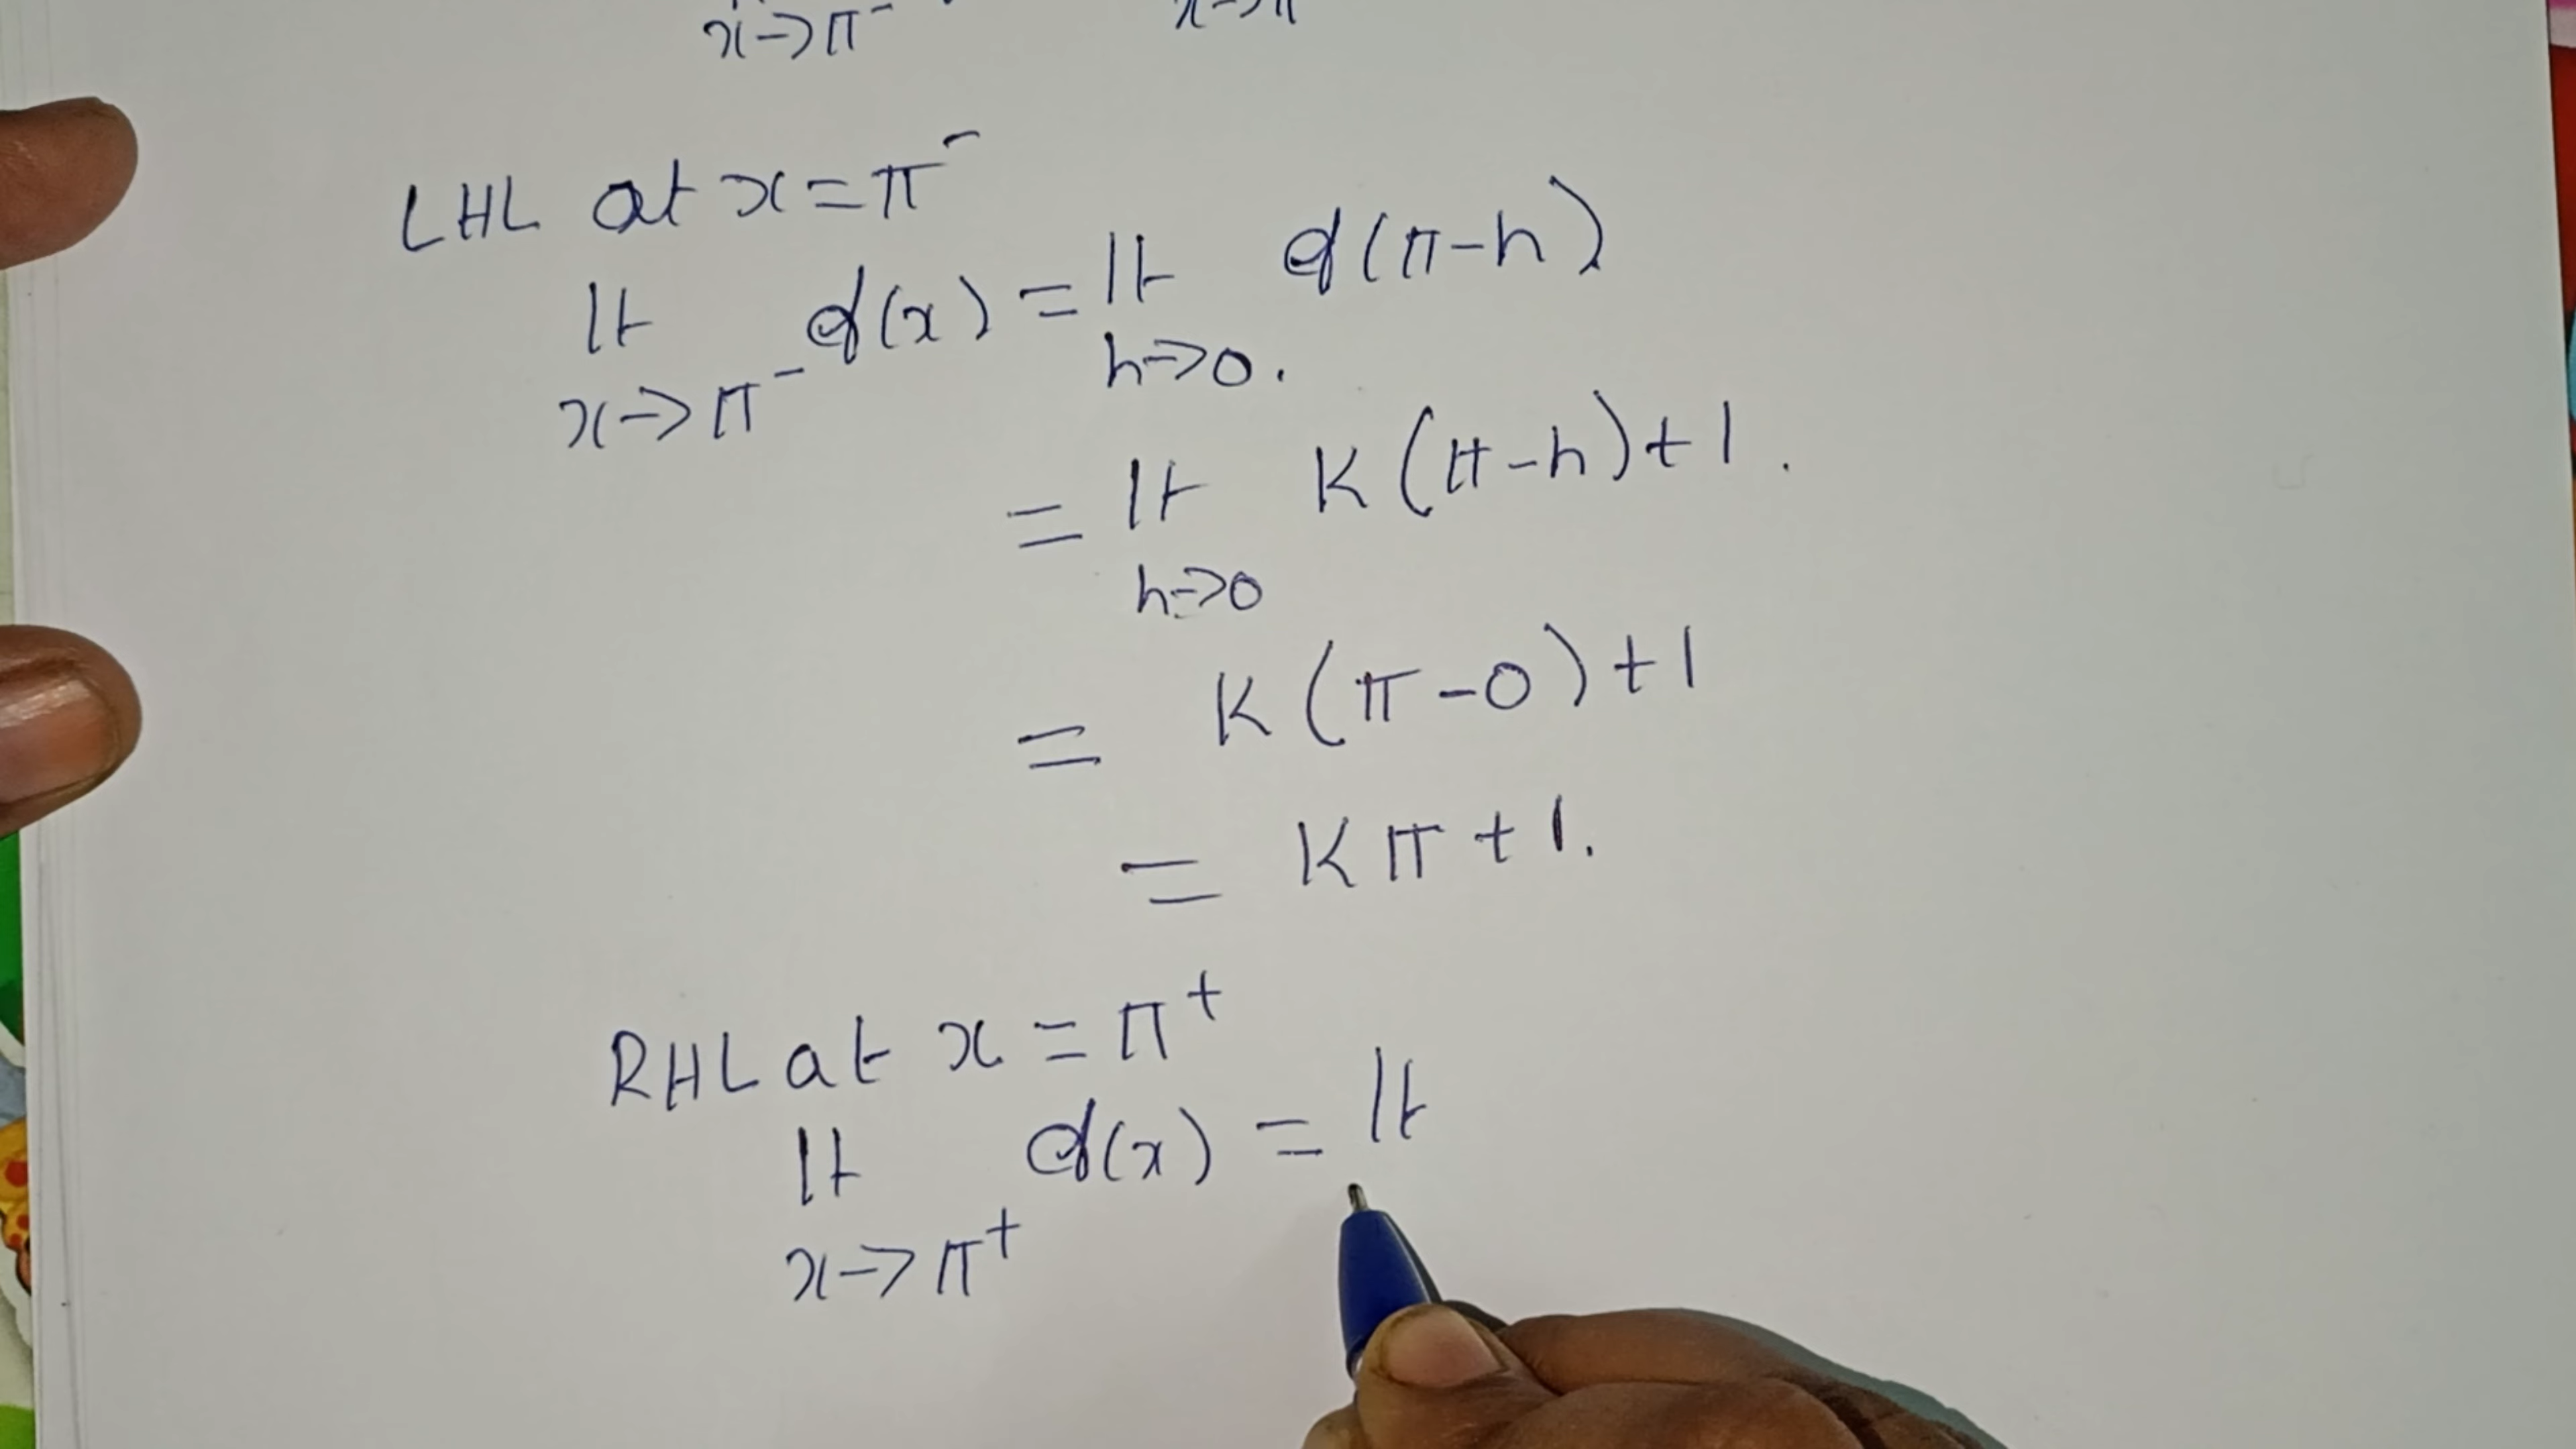 x->π⁻ x->π
LHL at x=π⁻
lt f(x) = lt f(π-h)
x->π⁻ h->0.
= lt K(π-h)+1.
h->0
= K(π-0)+1
= Kπ+1.
RHL at x=π⁺
lt f(x) = lt
x->π⁺